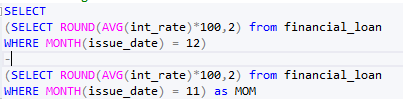 SELECT
(SELECT ROUND(AVG(int_rate)*100,2) from financial_loan
WHERE MONTH(issue_date) = 12)
-
(SELECT ROUND(AVG(int_rate)*100,2) from financial_loan
WHERE MONTH(issue_date) = 11) as MOM